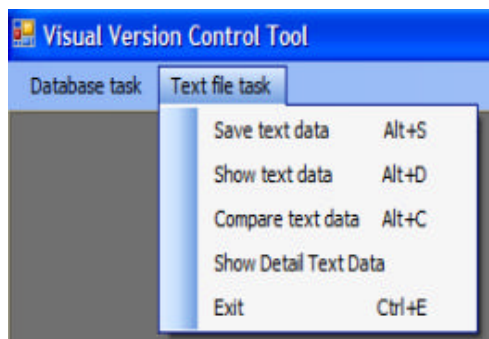 Visual Version Control Tool
Database task Text file task
Save text data Alt+S
Show text data Alt+D
Compare text data Alt+C
Show Detail Text Data
Exit Ctrl+E